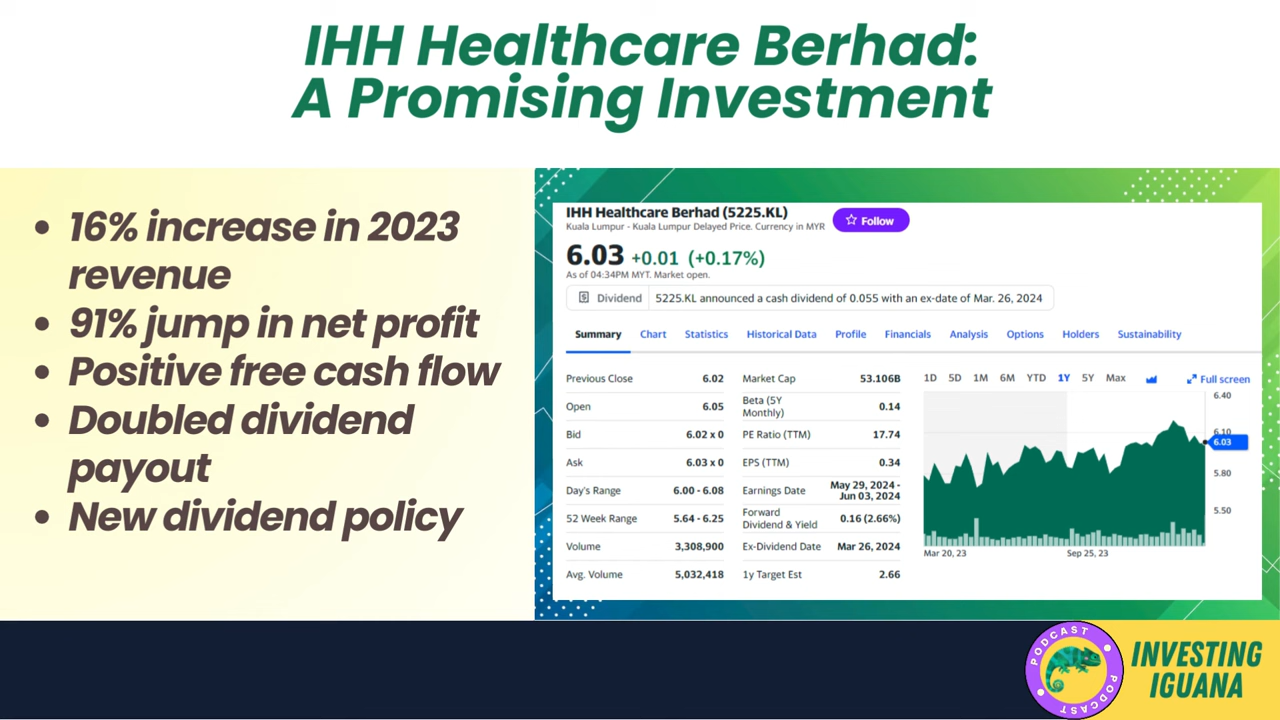 IHH Healthcare Berhad:
A Promising Investment
• 16% increase in 2023
revenue
• 91% jump in net profit
• Positive free cash flow
• Doubled dividend
payout
• New dividend policy
IHH Healthcare Berhad (5225.KL)
Kuala Lumpur - Kuala Lumpur Delayed Price. Currency in MYR
Follow
6.03 +0.01 (+0.17%)
As of 04:34PM MYT. Market open.
Dividend 5225.KL announced a cash dividend of 0.055 with an ex-date of Mar. 26, 2024
Summary Chart Statistics Historical Data Profile Financials Analysis Options Holders Sustainability
Previous Close 6.02
Open 6.05
Bid 6.02 x 0
Ask 6.03 x 0
Day's Range 6.00 - 6.08
52 Week Range 5.64 - 6.25
Volume 3,308,900
Avg. Volume 5,032,418
Market Cap 53.106B
Beta (5Y
Monthly) 0.14
PE Ratio (TTM) 17.74
EPS (TTM) 0.34
Earnings Date May 29, 2024 -
Jun 03, 2024
Forward
Dividend & Yield 0.16 (2.66%)
Ex-Dividend Date Mar 26, 2024
1y Target Est 2.66
1D 5D 1M 6M YTD 1Y 5Y Max Full screen
6.40
6.10
6.03
5.80
5.50
Mar 20, 23 Sep 25, 23
PODCAST
PODCAST
INVESTING
IGUANA